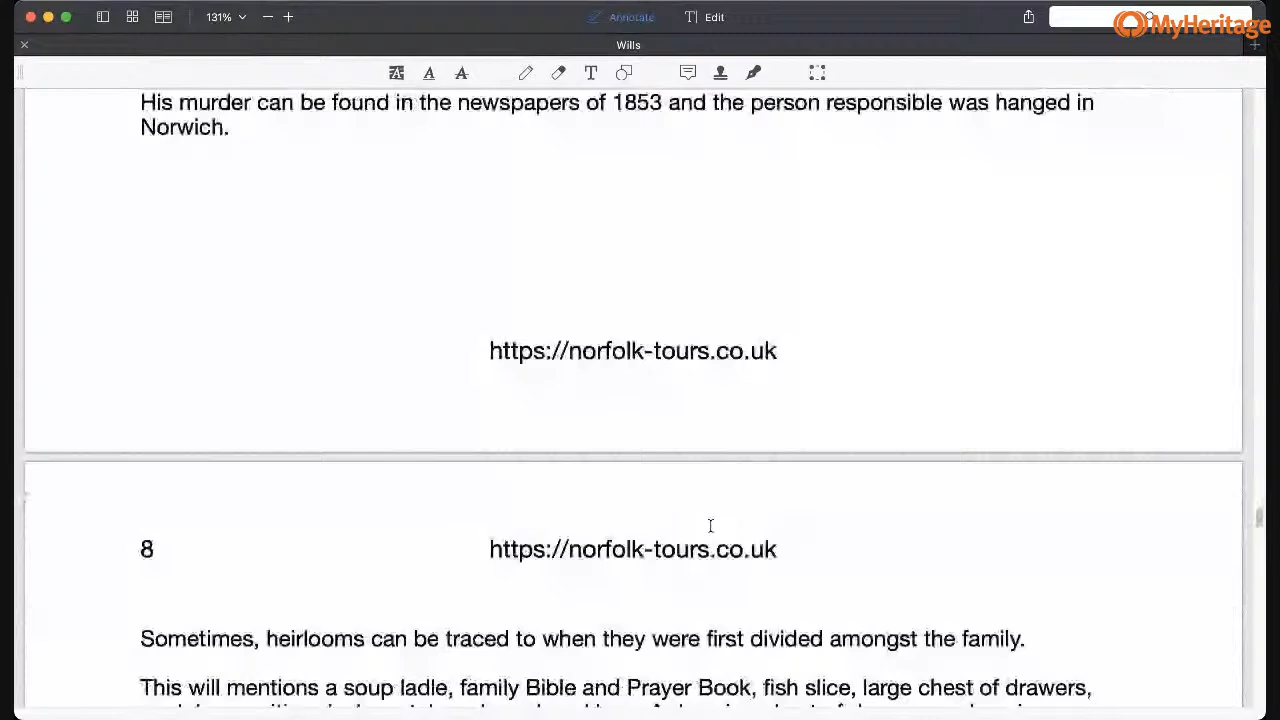 131%
Annotate
Edit
MyHeritage
Wills
His murder can be found in the newspapers of 1853 and the person responsible was hanged in
Norwich.
https://norfolk-tours.co.uk
8
https://norfolk-tours.co.uk
Sometimes, heirlooms can be traced to when they were first divided amongst the family.
This will mentions a soup ladle, family Bible and Prayer Book, fish slice, large chest of drawers,